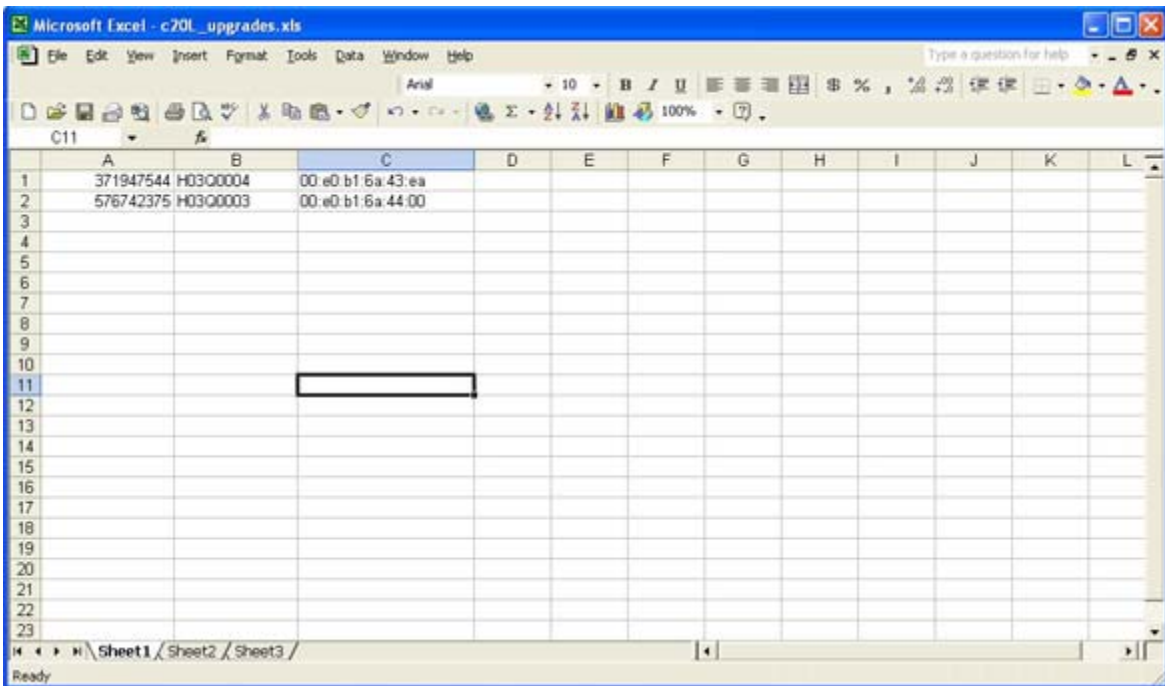 Microsoft Excel - c20L_upgrades.xls
File Edit View Insert Format Tools Data Window Help Type a question for help
Arial 10 B I U $ % ,
Σ 100%
C11 fx
A B C D E F G H I J K L
1 371947544 H03Q0004 00:e0:b1:6a:43:ea
2 576742375 H03Q0003 00:e0:b1:6a:44:00
3
4
5
6
7
8
9
10
11
12
13
14
15
16
17
18
19
20
21
22
23
Sheet1 / Sheet2 / Sheet3 /
Ready